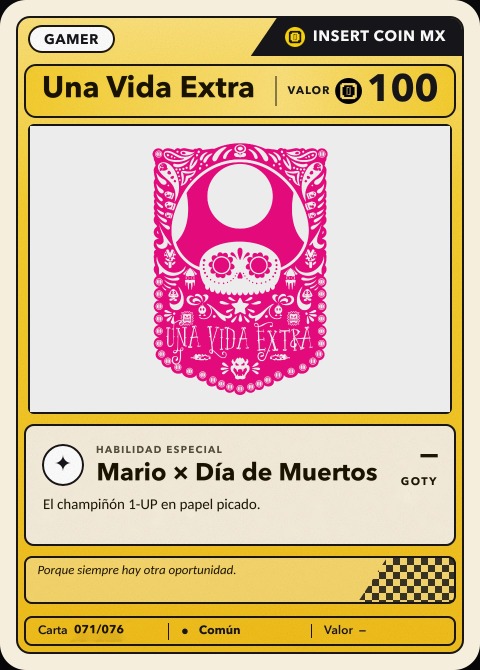 GAMER
INSERT COIN MX
Una Vida Extra
VALOR 100
UNA VIDA EXTRA
HABILIDAD ESPECIAL
Mario × Día de Muertos
—
GOTY
El champiñón 1-UP en papel picado.
Porque siempre hay otra oportunidad.
Carta 071/076
● Común
Valor —